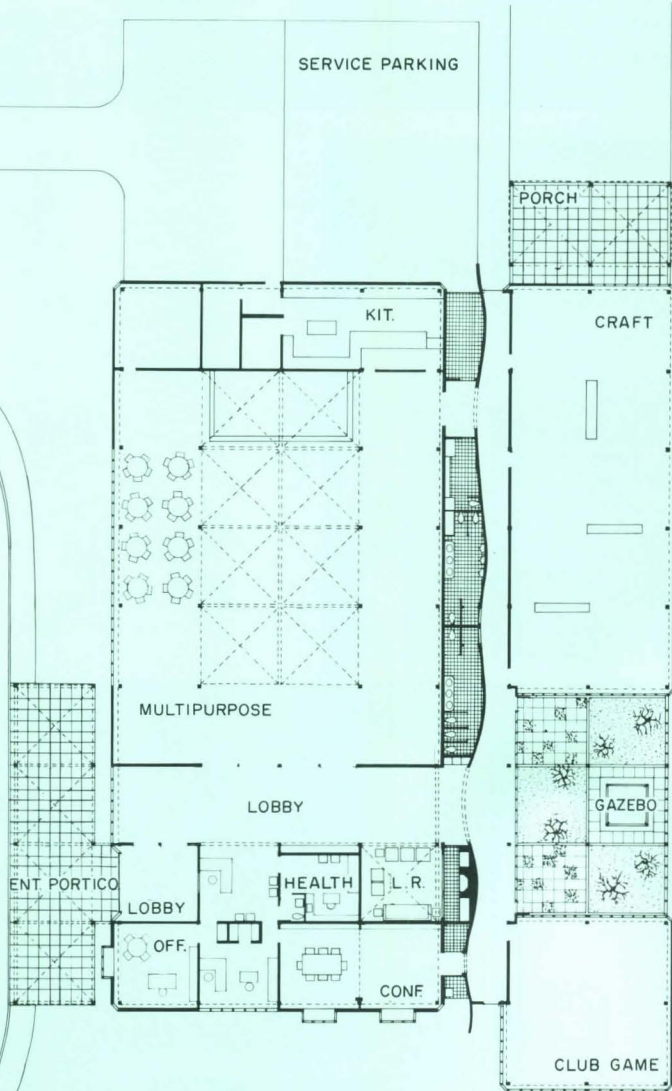 SERVICE PARKING
PORCH
KIT.
CRAFT
MULTIPURPOSE
LOBBY
GAZEBO
ENT. PORTICO
LOBBY
HEALTH
L.R.
OFF.
CONF.
CLUB GAME